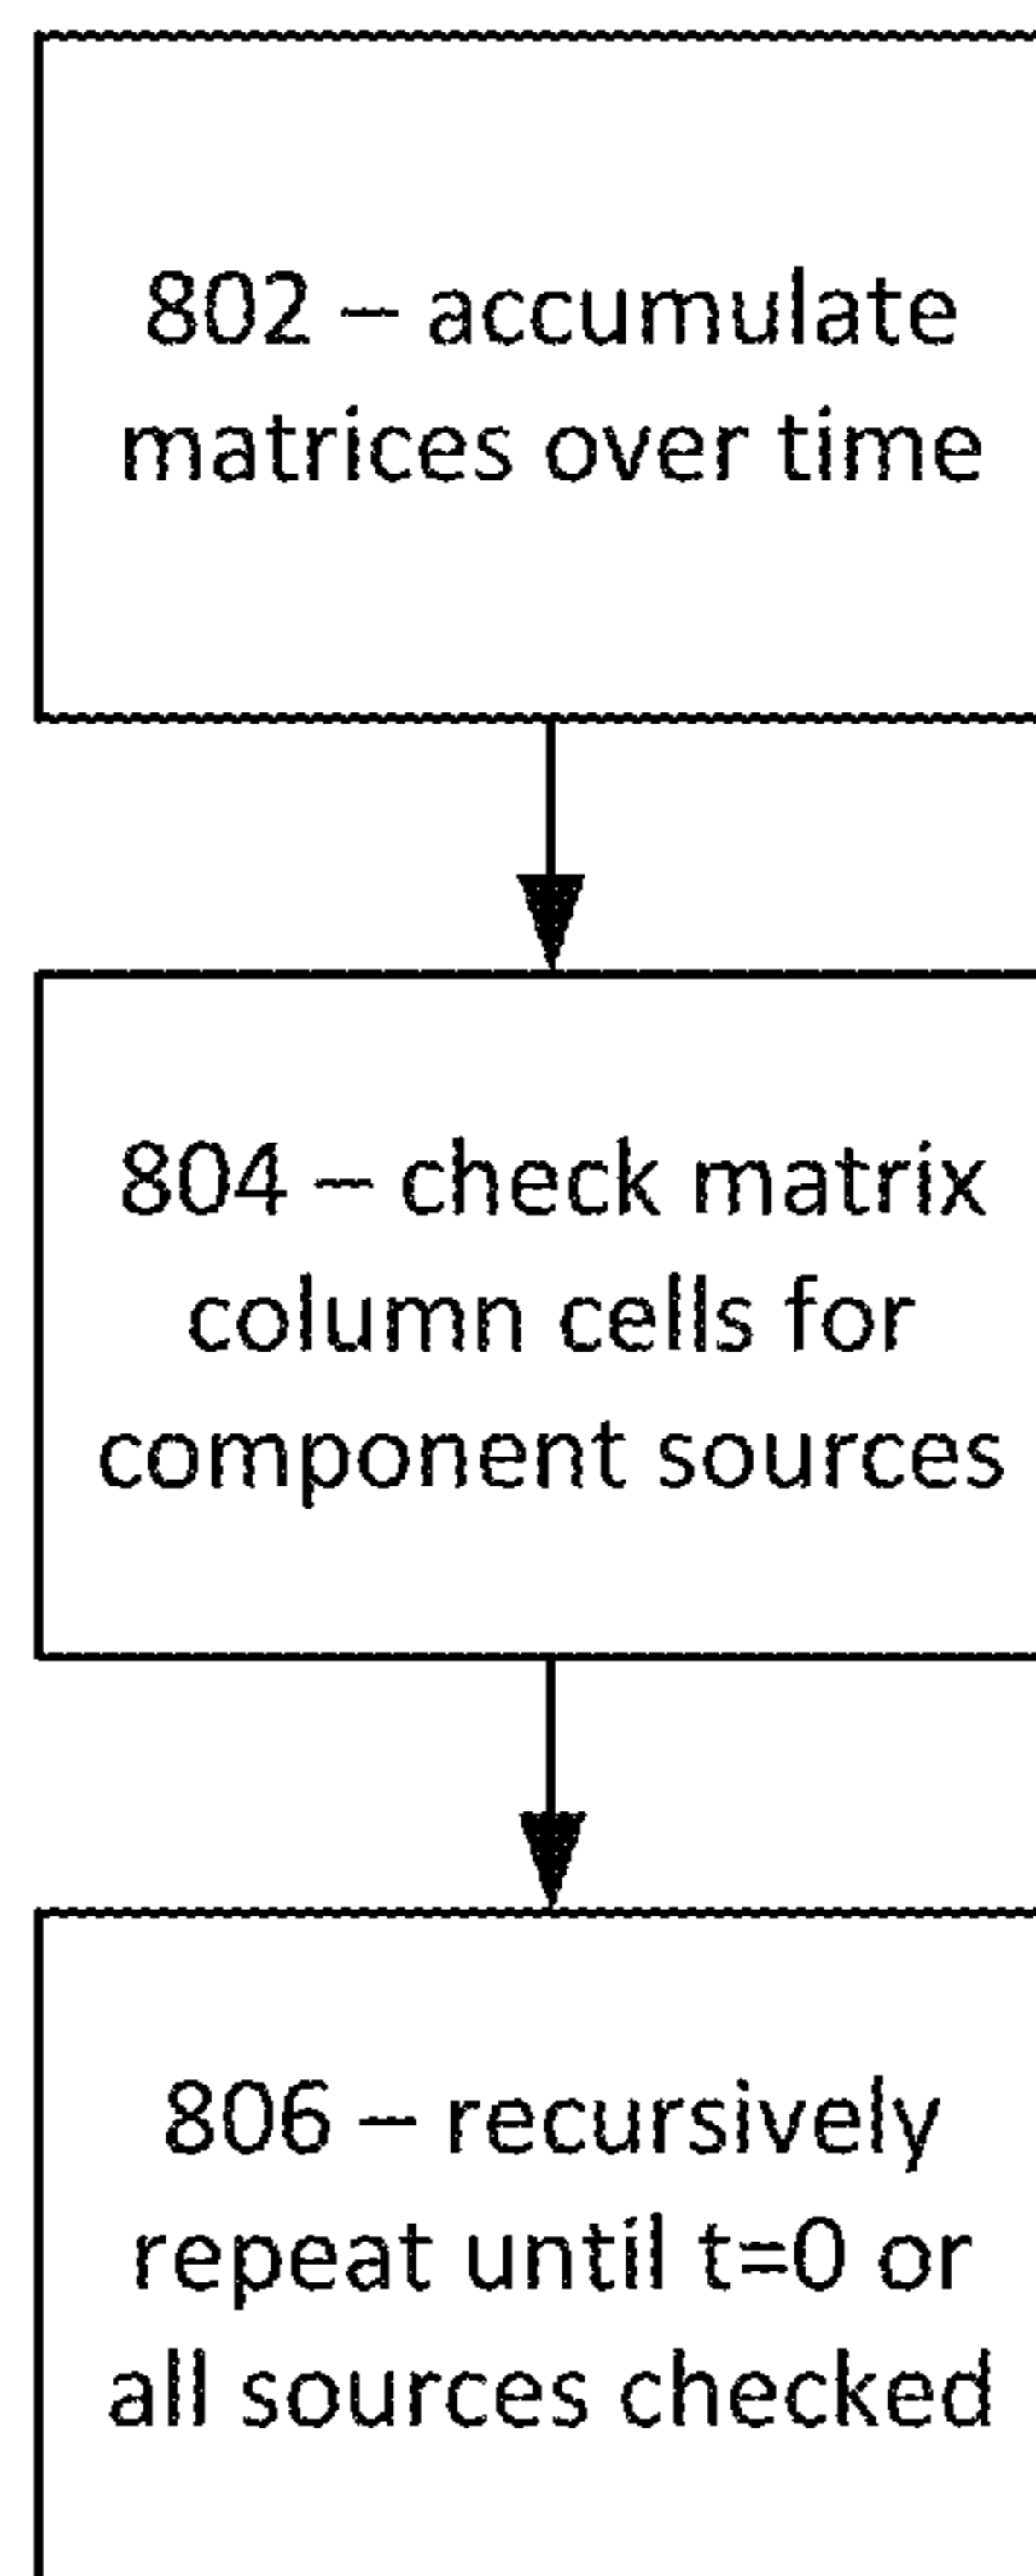 802 – accumulate
matrices over time
804 – check matrix
column cells for
component sources
806 – recursively
repeat until t=0 or
all sources checked